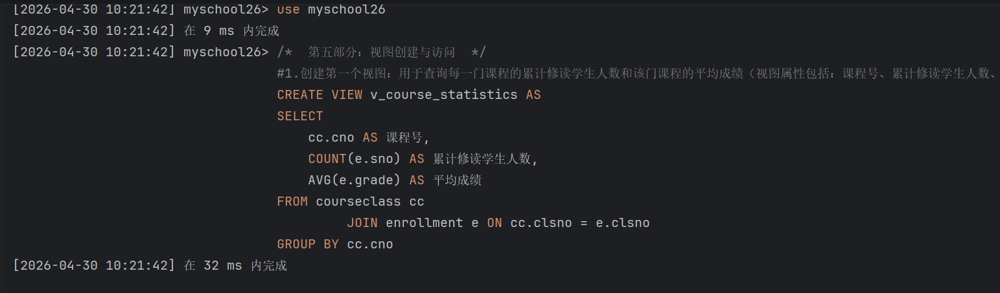 [2026-04-30 10:21:42] myschool26> use myschool26
[2026-04-30 10:21:42] 在 9 ms 内完成
[2026-04-30 10:21:42] myschool26> /*  第五部分：视图创建与访问  */
#1.创建第一个视图：用于查询每一门课程的累计修读学生人数和该门课程的平均成绩（视图属性包括：课程号、累计修读学生人数、
CREATE VIEW v_course_statistics AS
SELECT
cc.cno AS 课程号,
COUNT(e.sno) AS 累计修读学生人数,
AVG(e.grade) AS 平均成绩
FROM courseclass cc
JOIN enrollment e ON cc.clsno = e.clsno
GROUP BY cc.cno
[2026-04-30 10:21:42] 在 32 ms 内完成